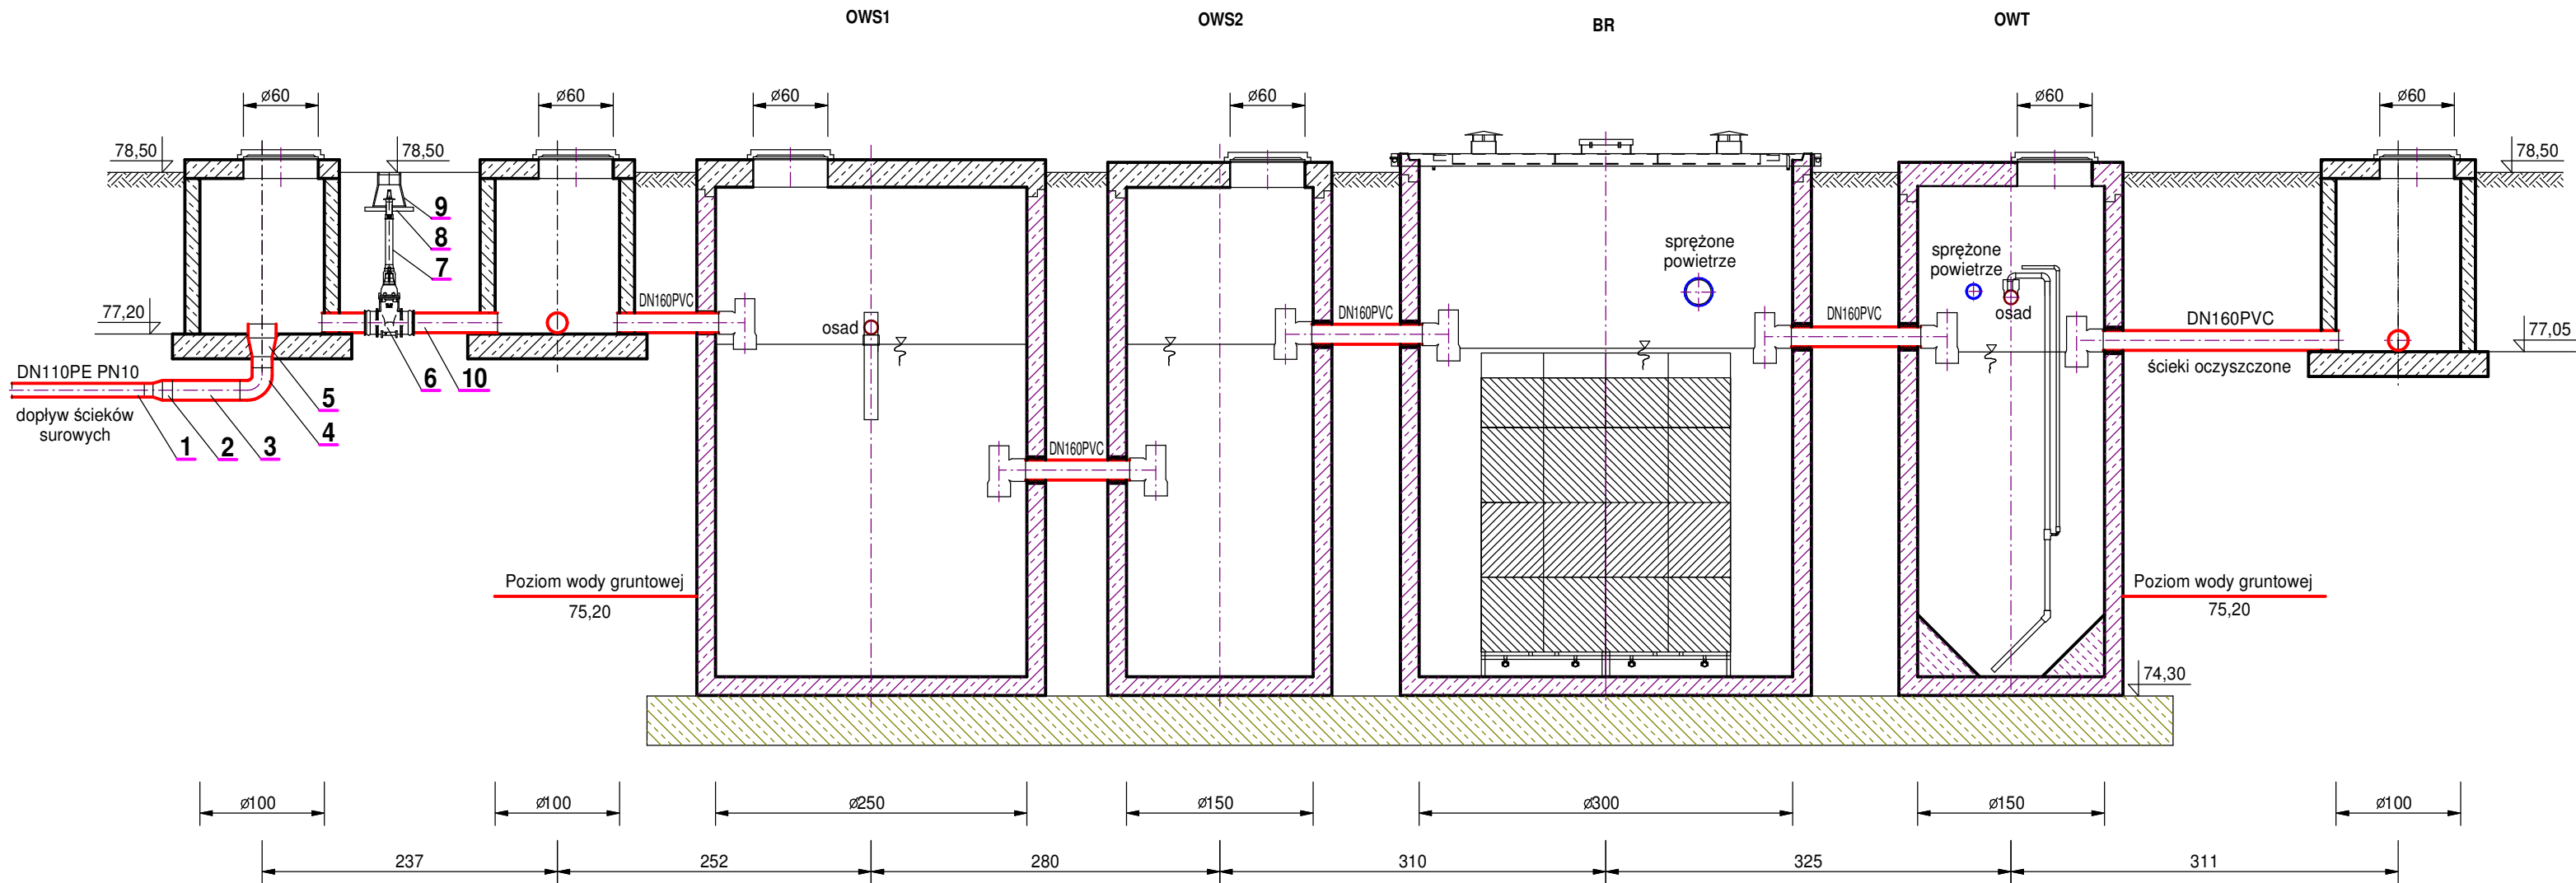 OWS1
OWS2
BR
OWT
ø60
ø60
ø60
ø60
ø60
ø60
78,50
78,50
78,50
9
8
7
sprężone
powietrze
sprężone
powietrze
77,20
DN160PVC
osad
DN160PVC
DN160PVC
osad
DN160PVC
77,05
DN110PE PN10
dopływ ścieków
surowych
1
2
3
4
5
6
10
ścieki oczyszczone
DN160PVC
Poziom wody gruntowej
75,20
Poziom wody gruntowej
75,20
74,30
ø100
ø100
ø250
ø150
ø300
ø150
ø100
237
252
280
310
325
311